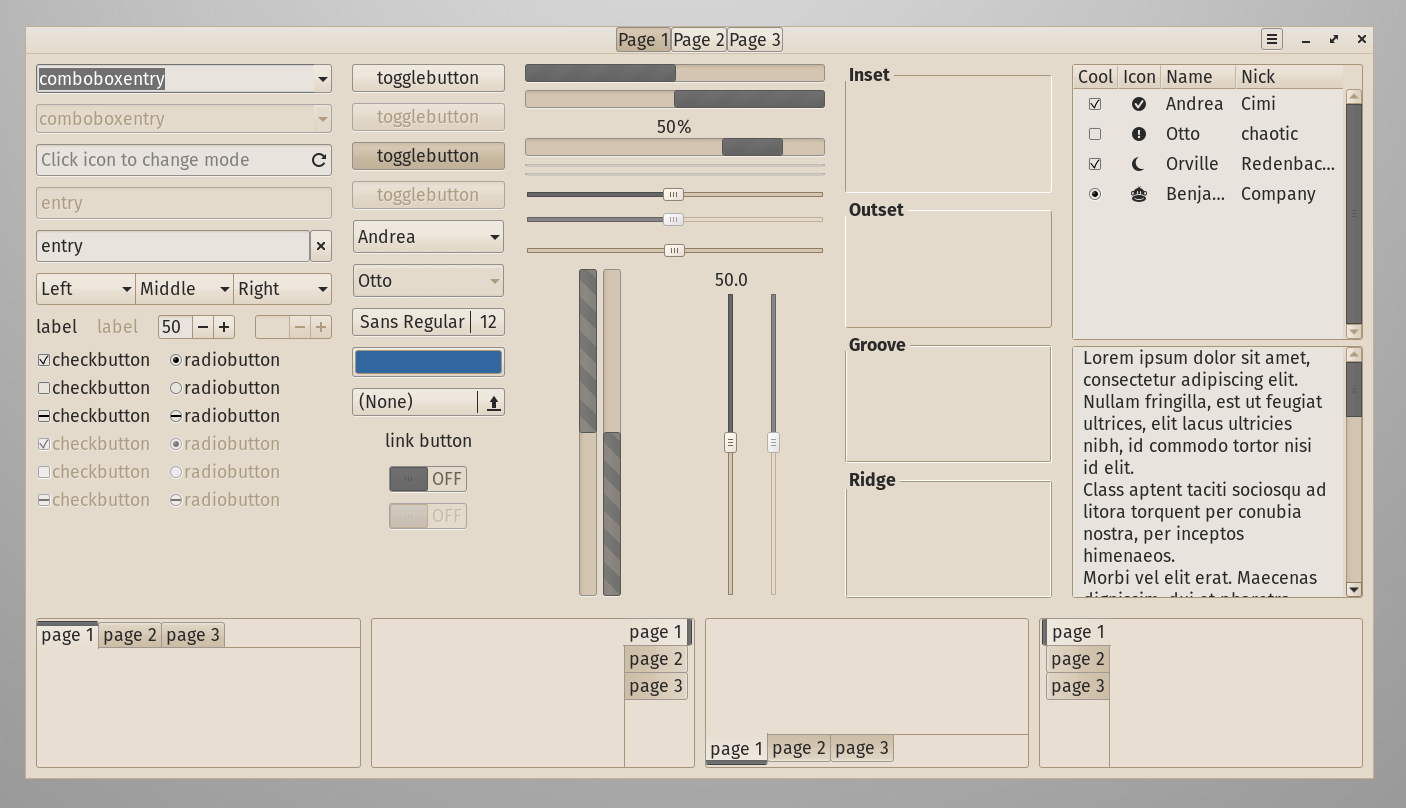 Page 1 Page 2 Page 3
comboboxentry
comboboxentry
Click icon to change mode
entry
entry
Left Middle Right
label label 50
checkbutton radiobutton
checkbutton radiobutton
checkbutton radiobutton
checkbutton radiobutton
checkbutton radiobutton
checkbutton radiobutton
togglebutton
togglebutton
togglebutton
togglebutton
Andrea
Otto
Sans Regular 12
(None)
link button
OFF
OFF
50%
50.0
Inset
Outset
Groove
Ridge
Cool Icon Name Nick
Andrea Cimi
Otto chaotic
Orville Redenbac...
Benja... Company
Lorem ipsum dolor sit amet,
consectetur adipiscing elit.
Nullam fringilla, est ut feugiat
ultrices, elit lacus ultricies
nibh, id commodo tortor nisi
id elit.
Class aptent taciti sociosqu ad
litora torquent per conubia
nostra, per inceptos
himenaeos.
Morbi vel elit erat. Maecenas
page 1 page 2 page 3
page 1
page 2
page 3
page 1 page 2 page 3
page 1
page 2
page 3